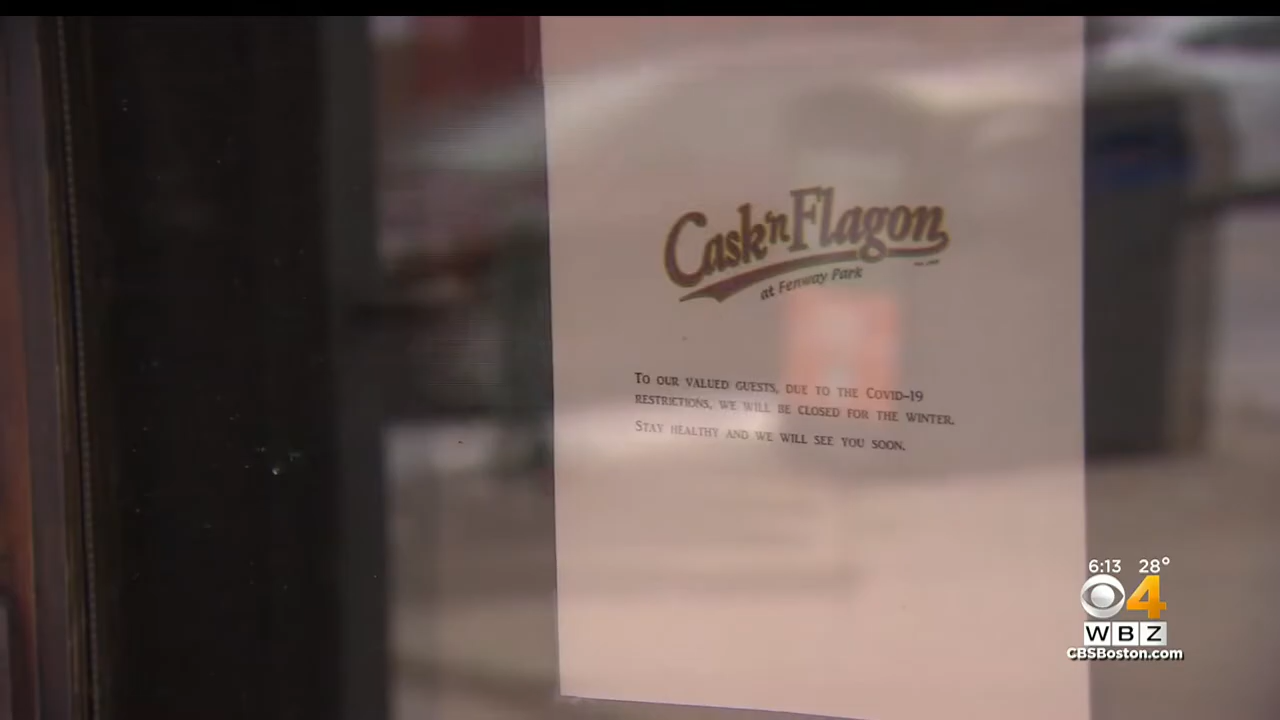 Cask'n Flagon
at Fenway Park
TO OUR VALUED GUESTS, DUE TO THE COVID-19
RESTRICTIONS, WE WILL BE CLOSED FOR THE WINTER.
STAY HEALTHY AND WE WILL SEE YOU SOON.
6:13 28°
4
WBZ
CBSBoston.com